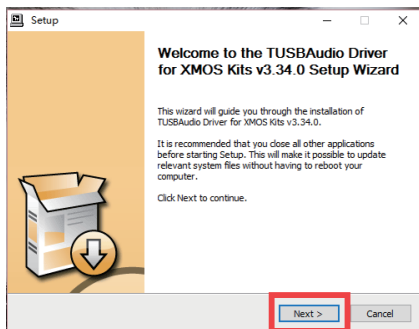 Setup
Welcome to the TUSBAudio Driver
for XMOS Kits v3.34.0 Setup Wizard
This wizard will guide you through the installation of
TUSBAudio Driver for XMOS Kits v3.34.0.
It is recommended that you close all other applications
before starting Setup. This will make it possible to update
relevant system files without having to reboot your
computer.
Click Next to continue.
Next >
Cancel